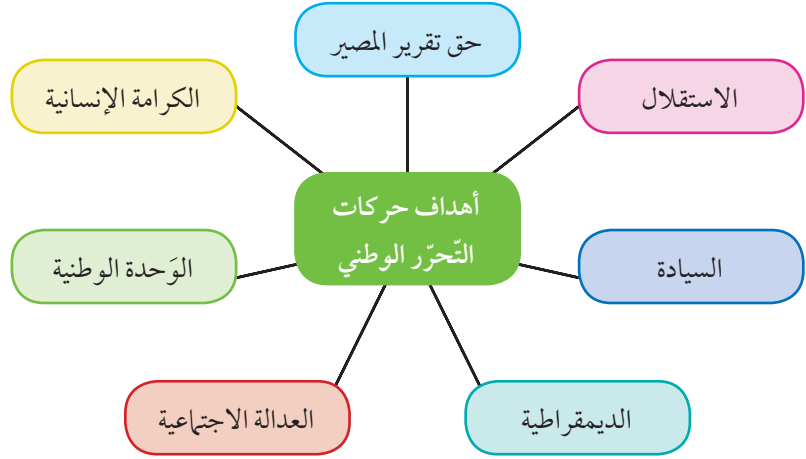 حق تقرير المصير
الاستقلال
الكرامة الإنسانية
أهداف حركات
التّحرّر الوطني
السيادة
الوَحدة الوطنية
الديمقراطية
العدالة الاجتماعية